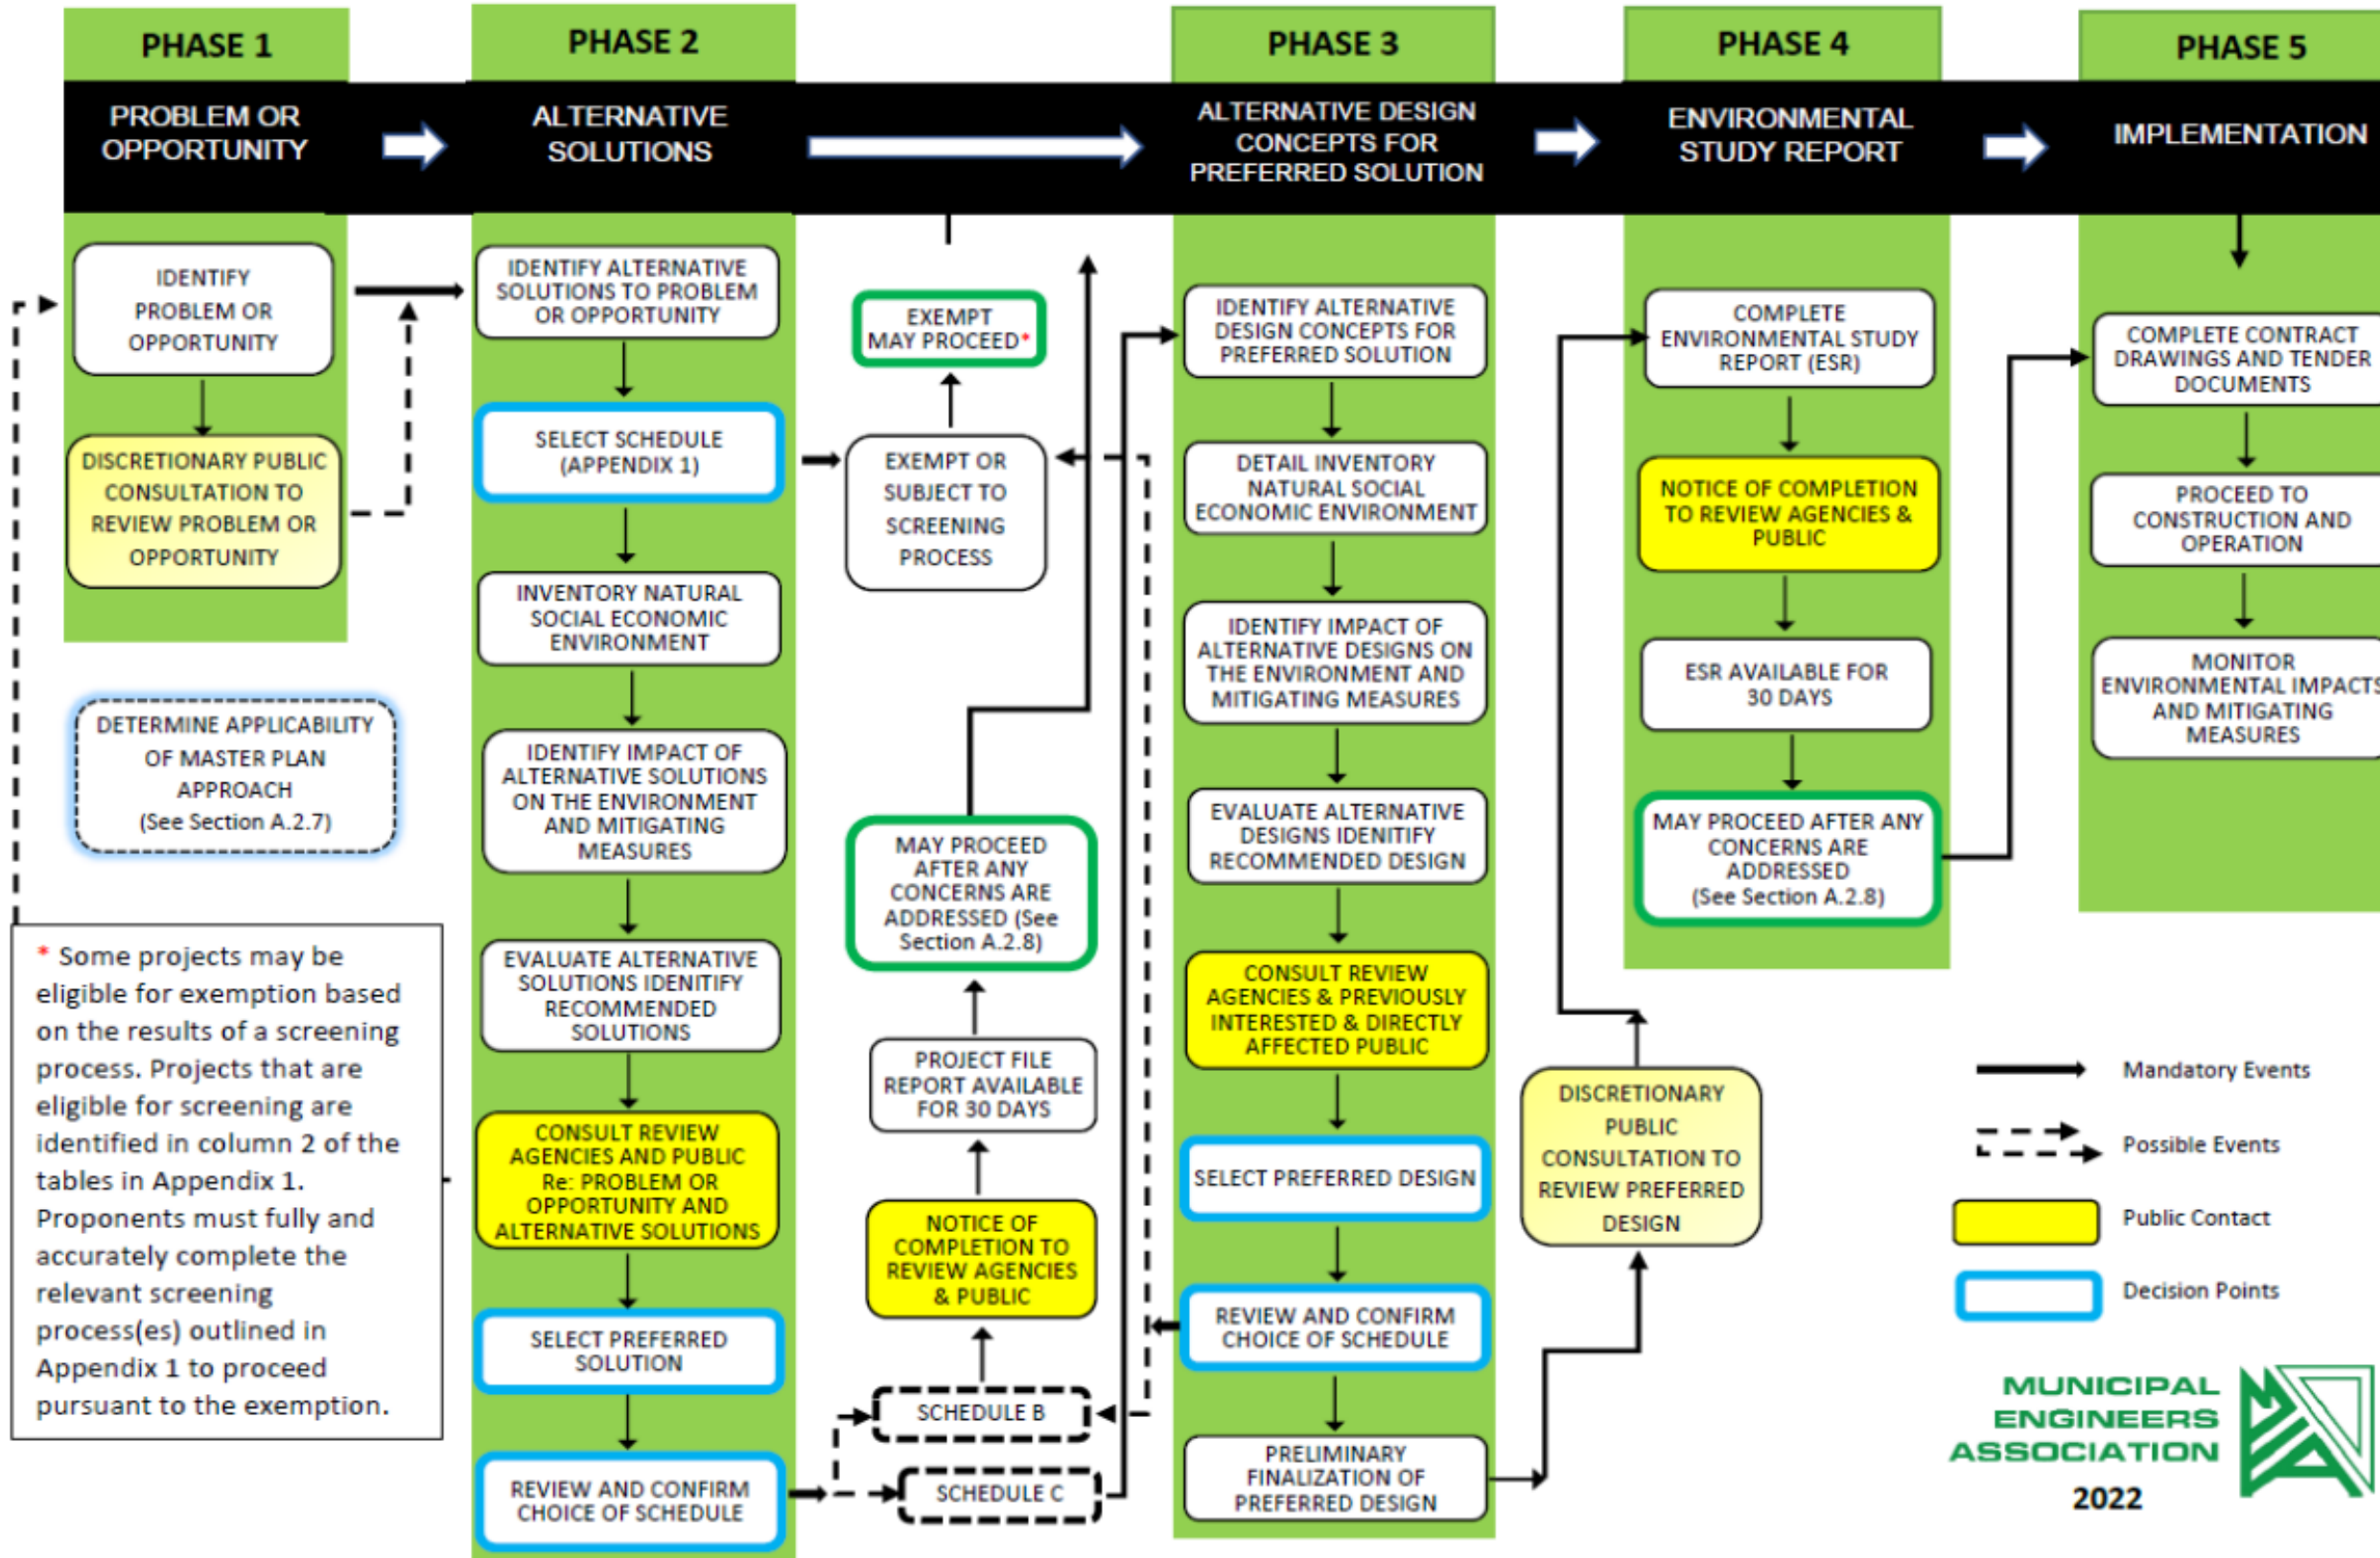 PHASE 1
PROBLEM OR
OPPORTUNITY
IDENTIFY
PROBLEM OR
OPPORTUNITY
DISCRETIONARY PUBLIC
CONSULTATION TO
REVIEW PROBLEM OR
OPPORTUNITY
DETERMINE APPLICABILITY
OF MASTER PLAN
APPROACH
(See Section A.2.7)
* Some projects may be
eligible for exemption based
on the results of a screening
process. Projects that are
eligible for screening are
identified in column 2 of the
tables in Appendix 1.
Proponents must fully and
accurately complete the
relevant screening
process(es) outlined in
Appendix 1 to proceed
pursuant to the exemption.
PHASE 2
ALTERNATIVE
SOLUTIONS
IDENTIFY ALTERNATIVE
SOLUTIONS TO PROBLEM
OR OPPORTUNITY
SELECT SCHEDULE
(APPENDIX 1)
INVENTORY NATURAL
SOCIAL ECONOMIC
ENVIRONMENT
IDENTIFY IMPACT OF
ALTERNATIVE SOLUTIONS
ON THE ENVIRONMENT
AND MITIGATING
MEASURES
EVALUATE ALTERNATIVE
SOLUTIONS IDENITIFY
RECOMMENDED
SOLUTIONS
CONSULT REVIEW
AGENCIES AND PUBLIC
Re: PROBLEM OR
OPPORTUNITY AND
ALTERNATIVE SOLUTIONS
SELECT PREFERRED
SOLUTION
REVIEW AND CONFIRM
CHOICE OF SCHEDULE
EXEMPT
MAY PROCEED*
EXEMPT OR
SUBJECT TO
SCREENING
PROCESS
MAY PROCEED
AFTER ANY
CONCERNS ARE
ADDRESSED (See
Section A.2.8)
PROJECT FILE
REPORT AVAILABLE
FOR 30 DAYS
NOTICE OF
COMPLETION TO
REVIEW AGENCIES
& PUBLIC
SCHEDULE B
SCHEDULE C
PHASE 3
ALTERNATIVE DESIGN
CONCEPTS FOR
PREFERRED SOLUTION
IDENTIFY ALTERNATIVE
DESIGN CONCEPTS FOR
PREFERRED SOLUTION
DETAIL INVENTORY
NATURAL SOCIAL
ECONOMIC ENVIRONMENT
IDENTIFY IMPACT OF
ALTERNATIVE DESIGNS ON
THE ENVIRONMENT AND
MITIGATING MEASURES
EVALUATE ALTERNATIVE
DESIGNS IDENITIFY
RECOMMENDED DESIGN
CONSULT REVIEW
AGENCIES & PREVIOUSLY
INTERESTED & DIRECTLY
AFFECTED PUBLIC
SELECT PREFERRED DESIGN
REVIEW AND CONFIRM
CHOICE OF SCHEDULE
PRELIMINARY
FINALIZATION OF
PREFERRED DESIGN
DISCRETIONARY
PUBLIC
CONSULTATION TO
REVIEW PREFERRED
DESIGN
PHASE 4
ENVIRONMENTAL
STUDY REPORT
COMPLETE
ENVIRONMENTAL STUDY
REPORT (ESR)
NOTICE OF COMPLETION
TO REVIEW AGENCIES &
PUBLIC
ESR AVAILABLE FOR
30 DAYS
MAY PROCEED AFTER ANY
CONCERNS ARE
ADDRESSED
(See Section A.2.8)
PHASE 5
IMPLEMENTATION
COMPLETE CONTRACT
DRAWINGS AND TENDER
DOCUMENTS
PROCEED TO
CONSTRUCTION AND
OPERATION
MONITOR
ENVIRONMENTAL IMPACTS
AND MITIGATING
MEASURES
Mandatory Events
Possible Events
Public Contact
Decision Points
MUNICIPAL
ENGINEERS
ASSOCIATION
2022